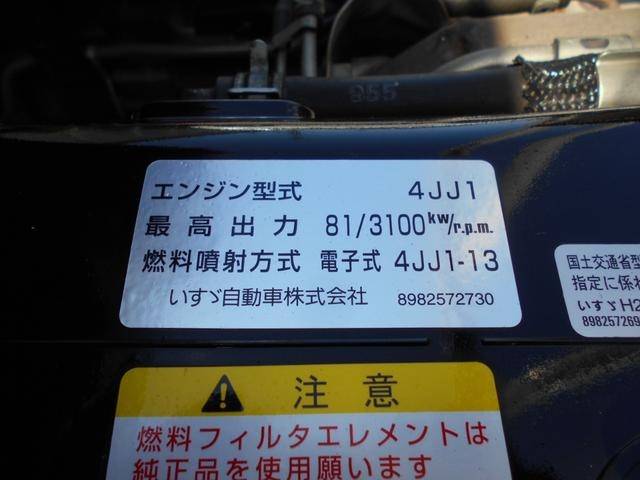 955
エンジン型式 4JJ1
最高出力 81/3100kw/r.p.m.
燃料噴射方式 電子式 4JJ1-13
いすゞ自動車株式会社 8982572730
国土交通省型
指定に係わ
いすゞH2
898257269
注意
燃料フィルタエレメントは
純正品を使用願います